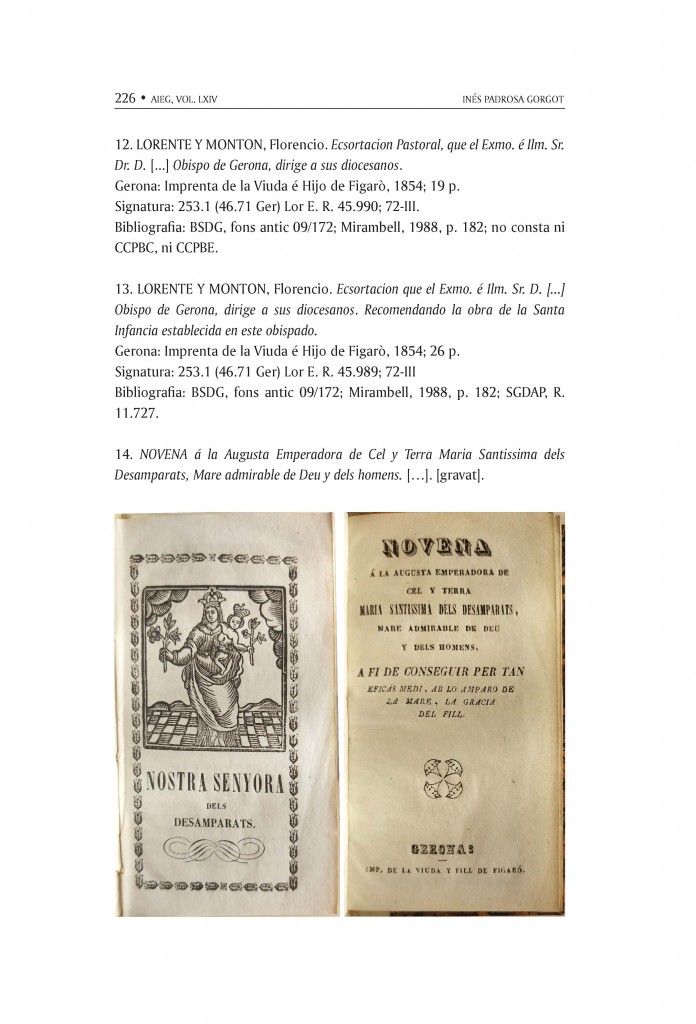 226 • AIEG, VOL. LXIV INÉS PADROSA GORGOT
12. LORENTE Y MONTON, Florencio. Ecsortacion Pastoral, que el Exmo. é Ilm. Sr.
Dr. D. [...] Obispo de Gerona, dirige a sus diocesanos.
Gerona: Imprenta de la Viuda é Hijo de Figarò, 1854; 19 p.
Signatura: 253.1 (46.71 Ger) Lor E. R. 45.990; 72-III.
Bibliografia: BSDG, fons antic 09/172; Mirambell, 1988, p. 182; no consta ni
CCPBC, ni CCPBE.
13. LORENTE Y MONTON, Florencio. Ecsortacion que el Exmo. é Ilm. Sr. D. [...]
Obispo de Gerona, dirige a sus diocesanos. Recomendando la obra de la Santa
Infancia establecida en este obispado.
Gerona: Imprenta de la Viuda é Hijo de Figarò, 1854; 26 p.
Signatura: 253.1 (46.71 Ger) Lor E. R. 45.989; 72-III
Bibliografia: BSDG, fons antic 09/172; Mirambell, 1988, p. 182; SGDAP, R.
11.727.
14. NOVENA á la Augusta Emperadora de Cel y Terra Maria Santissima dels
Desamparats, Mare admirable de Deu y dels homens. [...]. [gravat].
NOSTRA SENYORA
DELS
DESAMPARATS.
NOVENA
Á LA AUGUSTA EMPERADORA DE
CEL Y TERRA
MARIA SANTISSIMA DELS DESAMPARATS,
MARE ADMIRABLE DE DEU
Y DELS HOMENS.
A FI DE CONSEGUIR PER TAN
EFICÁS MEDI, AB LO AMPARO DE
LA MARE, LA GRACIA
DEL FILL.
GERONA:
IMP. DE LA VIUDA Y FILL DE FIGARÓ.